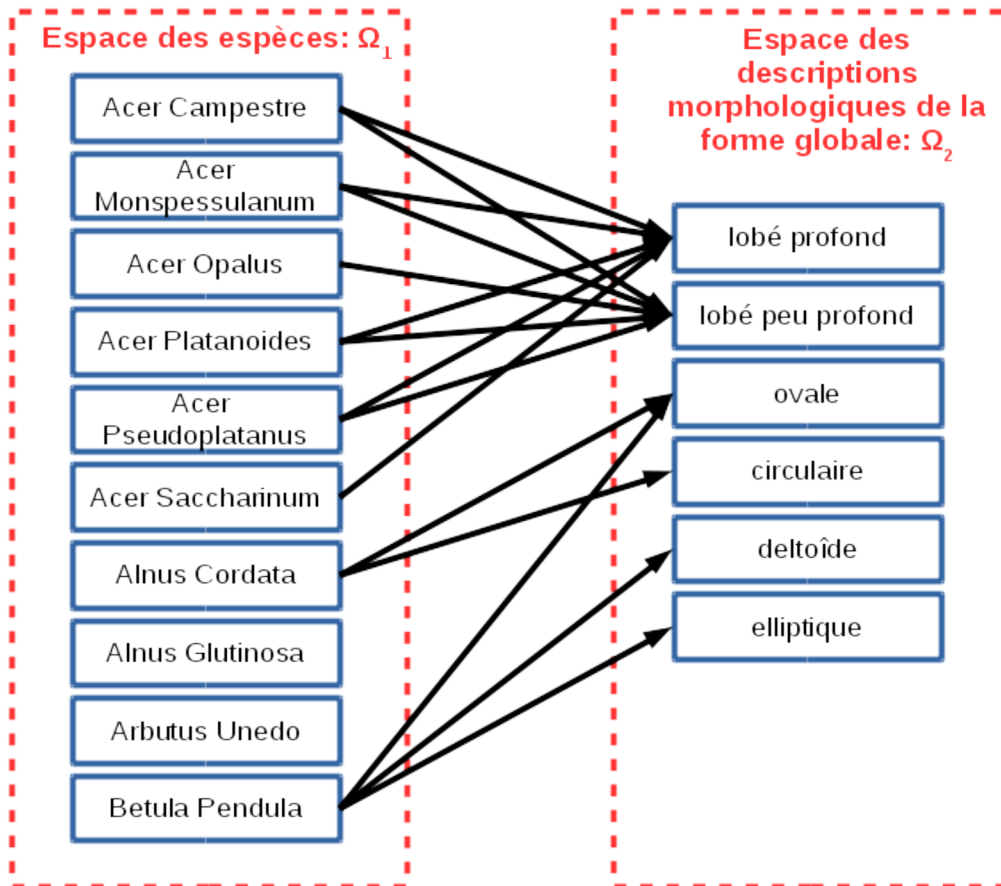 Espace des espèces: Ω1
Acer Campestre
Acer
Monspessulanum
Acer Opalus
Acer Platanoides
Acer
Pseudoplatanus
Acer Saccharinum
Alnus Cordata
Alnus Glutinosa
Arbutus Unedo
Betula Pendula
Espace des
descriptions
morphologiques de la
forme globale: Ω2
lobé profond
lobé peu profond
ovale
circulaire
deltoîde
elliptique